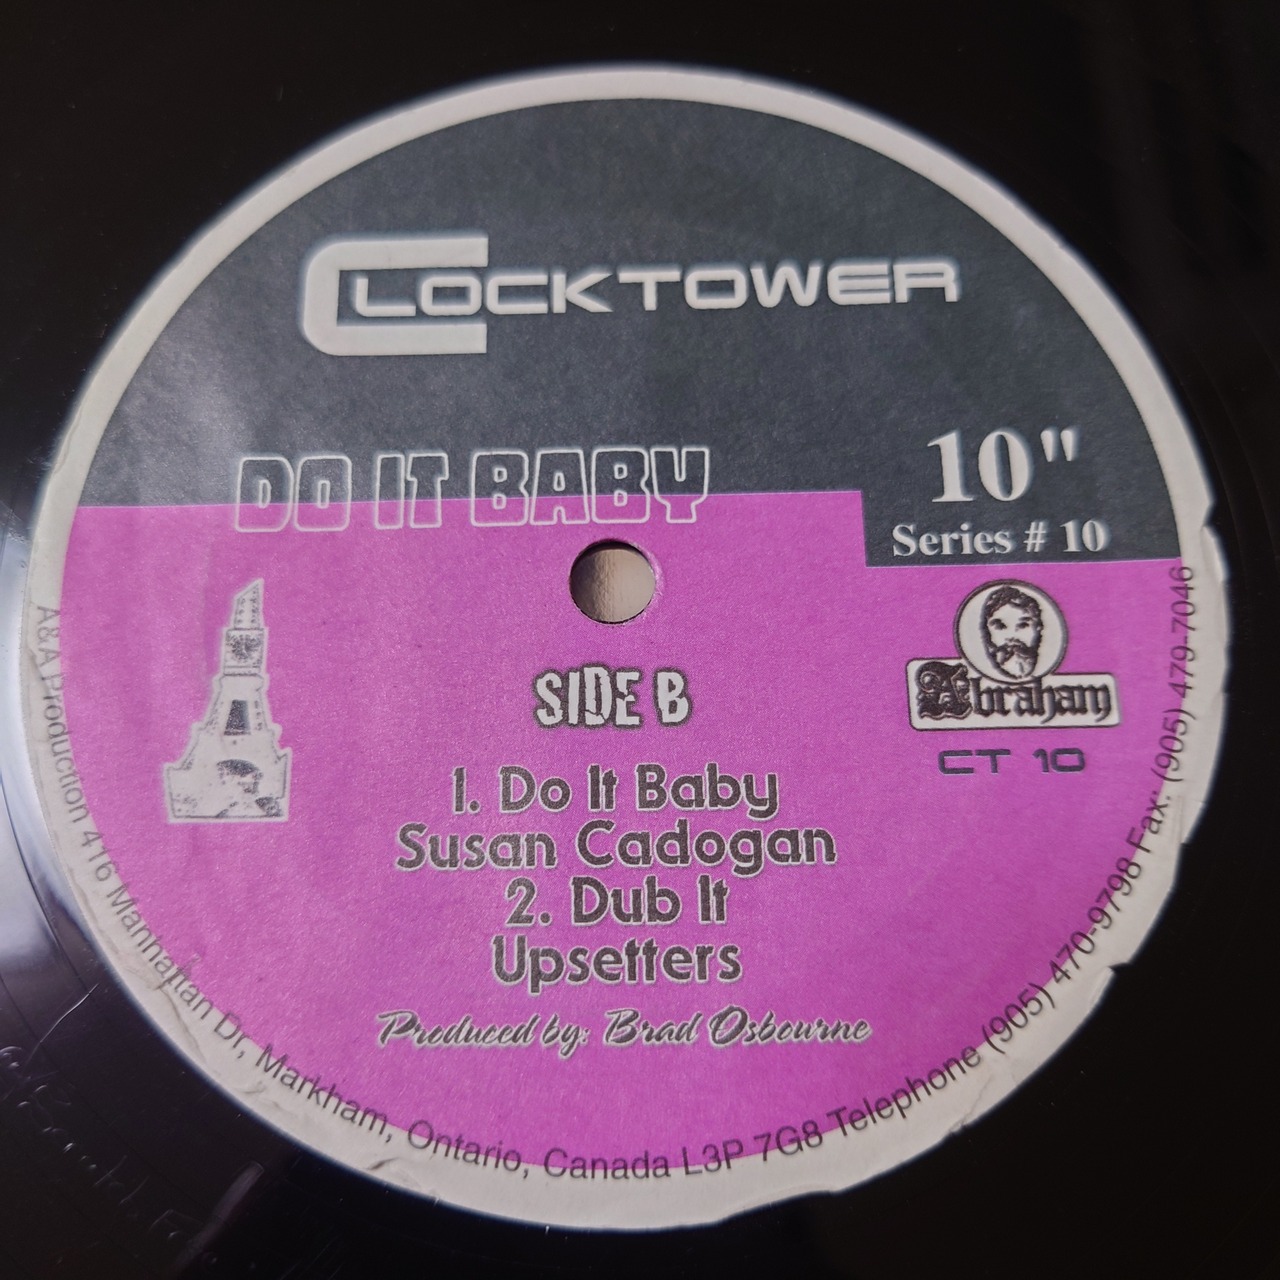 CLOCKTOWER
DO IT BABY
10"
Series # 10
Abraham
CT 10
SIDE B
1. Do It Baby
Susan Cadogan
2. Dub It
Upsetters
Produced by: Brad Osbourne
A&A Production 416 Manhattan Dr, Markham, Ontario, Canada L3P 7G8 Telephone (905) 470-9798 Fax: (905) 479-7046